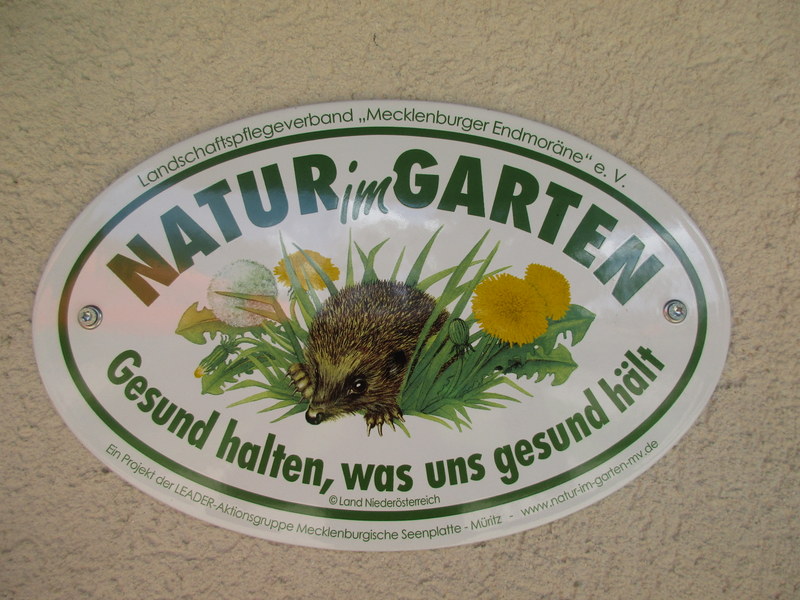 Landschaftspflegeverband „Mecklenburger Endmoräne“ e. V.
NATUR im GARTEN
Gesund halten, was uns gesund hält
© Land Niederösterreich
Ein Projekt der LEADER-Aktionsgruppe Mecklenburgische Seenplatte - Müritz - www.natur-im-garten-mv.de